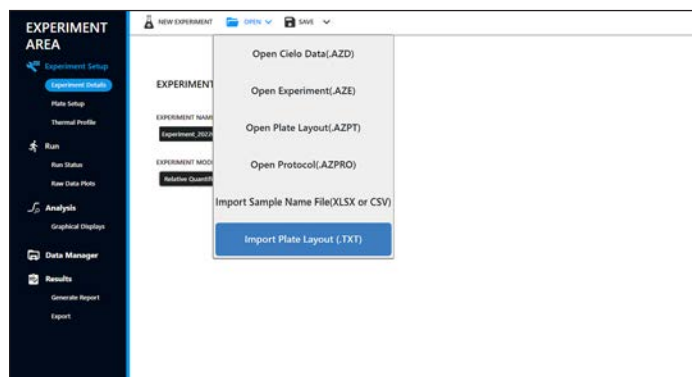 EXPERIMENT
AREA
Experiment Setup
Experiment Details
Plate Setup
Thermal Profile
Run
Run Status
Raw Data Plots
Analysis
Graphical Displays
Data Manager
Results
Generate Report
Export
NEW EXPERIMENT OPEN SAVE
Open Cielo Data(.AZD)
Open Experiment(.AZE)
Open Plate Layout(.AZPT)
Open Protocol(.AZPRO)
Import Sample Name File(XLSX or CSV)
Import Plate Layout (.TXT)
EXPERIMENT
EXPERIMENT NAME
Experiment_2022
EXPERIMENT MOD
Relative Quantifi